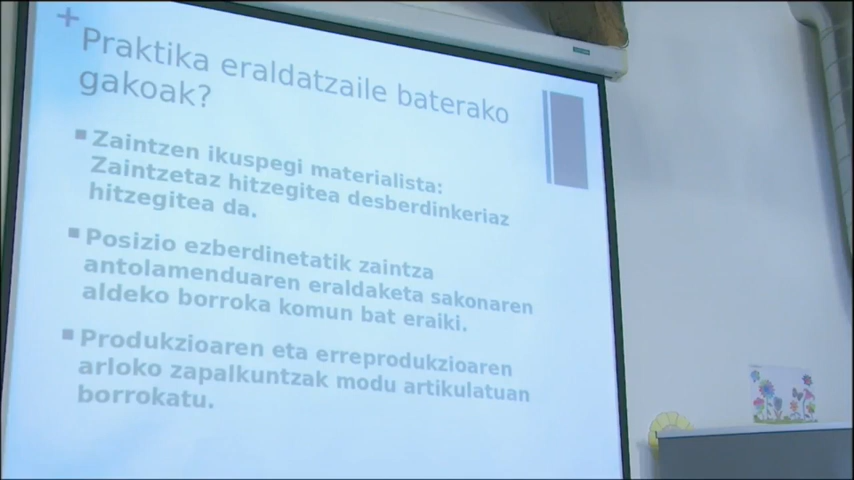 Praktika eraldatzaile baterako
gakoak?
Zaintzen ikuspegi materialista:
Zaintzetaz hitzegitea desberdinkeriaz
hitzegitea da.
Posizio ezberdinetatik zaintza
antolamenduaren eraldaketa sakonaren
aldeko borroka komun bat eraiki.
Produkzioaren eta erreprodukzioaren
arloko zapalkuntzak modu artikulatuan
borrokatu.